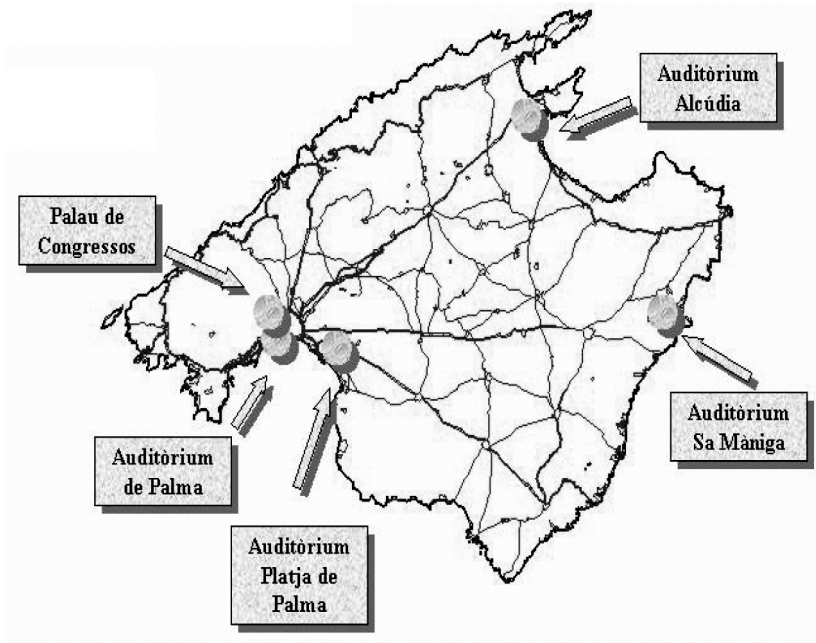 Auditòrium
Alcúdia
Palau de
Congressos
Auditòrium
Sa Màniga
Auditòrium
de Palma
Auditòrium
Platja de
Palma